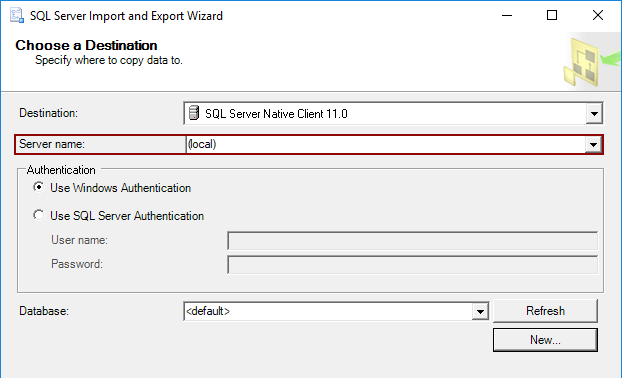 SQL Server Import and Export Wizard
Choose a Destination
Specify where to copy data to.
Destination: SQL Server Native Client 11.0
Server name: (local)
Authentication
Use Windows Authentication
Use SQL Server Authentication
User name:
Password:
Database: <default> Refresh
New...